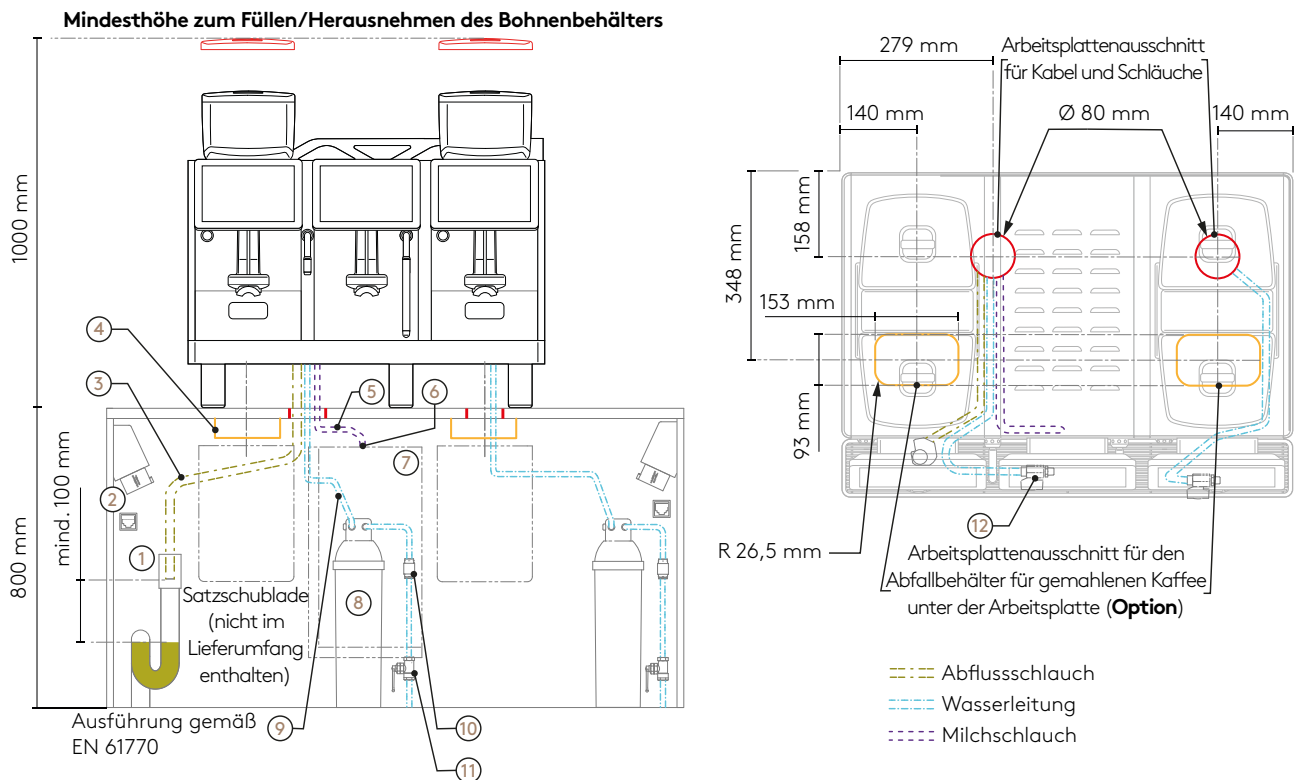 Mindesthöhe zum Füllen/Herausnehmen des Bohnenbehälters
1000 mm
800 mm
mind. 100 mm
4
3
2
1
5
6
7
8
9
10
11
Satzschublade
(nicht im
Lieferumfang
enthalten)
Ausführung gemäß
EN 61770
279 mm
Arbeitsplattenausschnitt
für Kabel und Schläuche
140 mm
Ø 80 mm
140 mm
348 mm
158 mm
153 mm
93 mm
12
R 26,5 mm
Arbeitsplattenausschnitt für den
Abfallbehälter für gemahlenen Kaffee
unter der Arbeitsplatte (Option)
Abflussschlauch
Wasserleitung
Milchschlauch